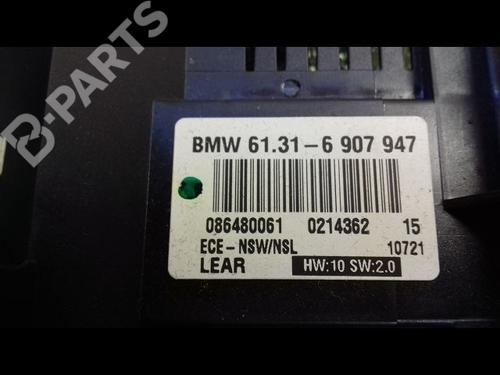 B-PARTS
BMW 61.31-6 907 947
086480061 0214362 15
ECE-NSW/NSL 10721
LEAR HW:10 SW:2.0